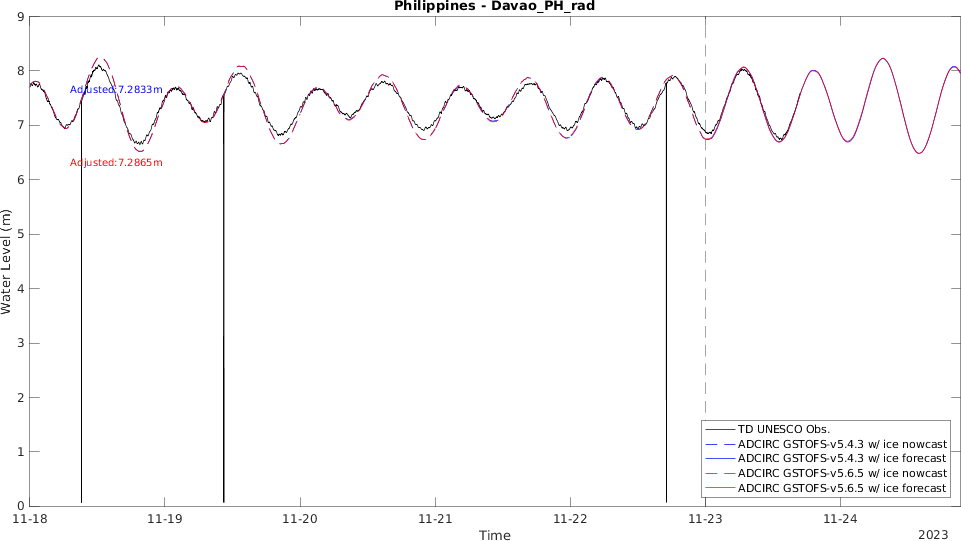 Philippines - Davao_PH_rad
9
8
7
6
5
4
3
2
1
0
Water Level (m)
Adjusted:7.2833m
Adjusted:7.2865m
TD UNESCO Obs.
ADCIRC GSTOFS-v5.4.3 w/ ice nowcast
ADCIRC GSTOFS-v5.4.3 w/ ice forecast
ADCIRC GSTOFS-v5.6.5 w/ ice nowcast
ADCIRC GSTOFS-v5.6.5 w/ ice forecast
11-18 11-19 11-20 11-21 11-22 11-23 11-24
Time
2023